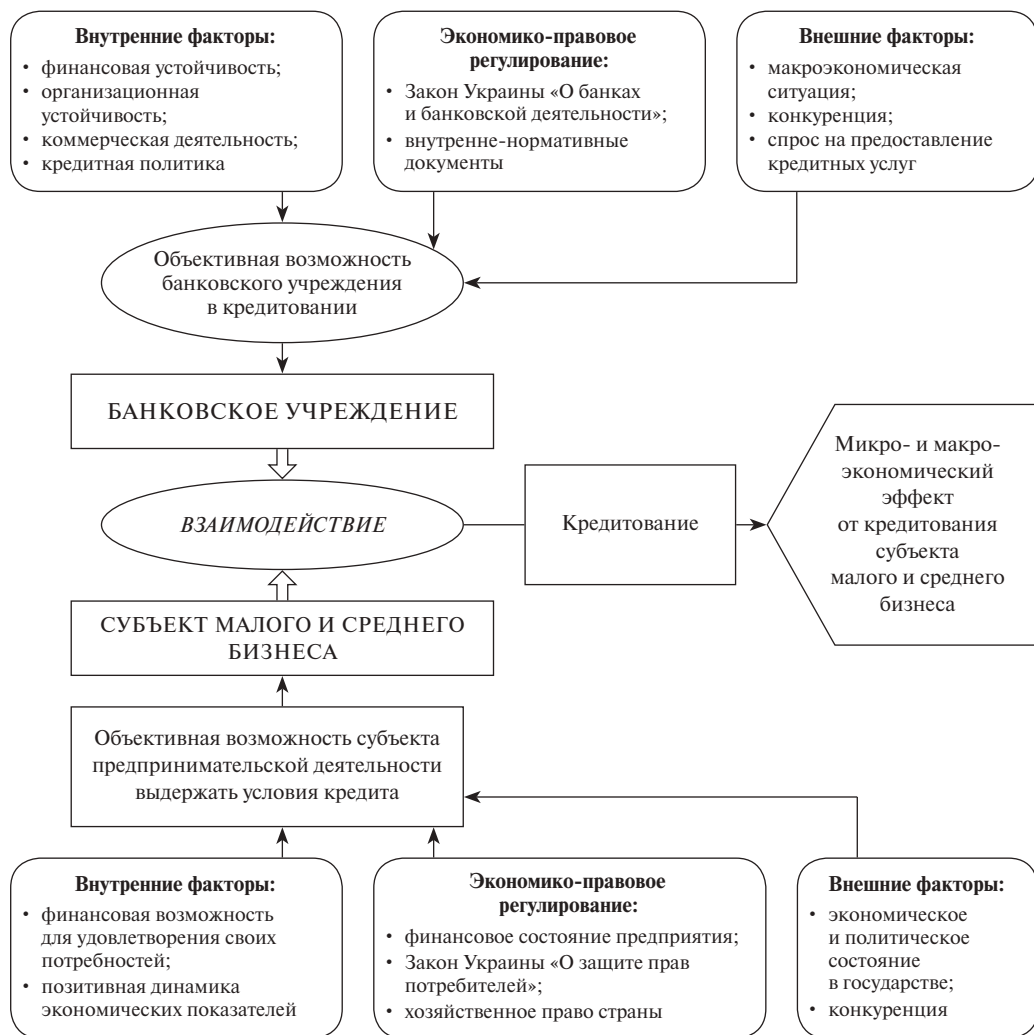 Внутренние факторы:
• финансовая устойчивость;
• организационная
устойчивость;
• коммерческая деятельность;
• кредитная политика
Экономико-правовое
регулирование:
• Закон Украины «О банках
и банковской деятельности»;
• внутренне-нормативные
документы
Внешние факторы:
• макроэкономическая
ситуация;
• конкуренция;
• спрос на предоставление
кредитных услуг
Объективная возможность
банковского учреждения
в кредитовании
БАНКОВСКОЕ УЧРЕЖДЕНИЕ
ВЗАИМОДЕЙСТВИЕ
Кредитование
Микро- и макро-
экономический
эффект
от кредитования
субъекта
малого и среднего
бизнеса
СУБЪЕКТ МАЛОГО И СРЕДНЕГО
БИЗНЕСА
Объективная возможность субъекта
предпринимательской деятельности
выдержать условия кредита
Внутренние факторы:
• финансовая возможность
для удовлетворения своих
потребностей;
• позитивная динамика
экономических показателей
Экономико-правовое
регулирование:
• финансовое состояние предприятия;
• Закон Украины «О защите прав
потребителей»;
• хозяйственное право страны
Внешние факторы:
• экономическое
и политическое
состояние
в государстве;
• конкуренция